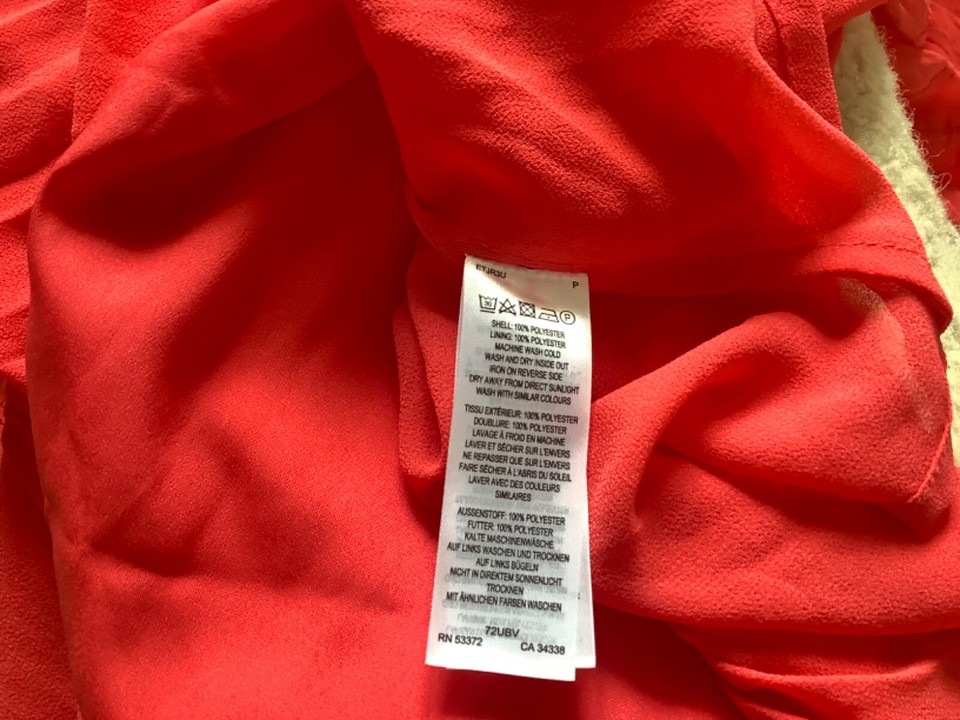 ETJR3U
P
30 P
SHELL: 100% POLYESTER
LINING: 100% POLYESTER
MACHINE WASH COLD
WASH AND DRY INSIDE OUT
IRON ON REVERSE SIDE
DRY AWAY FROM DIRECT SUNLIGHT
WASH WITH SIMILAR COLOURS
TISSU EXTÉRIEUR: 100% POLYESTER
DOUBLURE: 100% POLYESTER
LAVAGE À FROID EN MACHINE
LAVER ET SÉCHER SUR L'ENVERS
NE REPASSER QUE SUR L'ENVERS
FAIRE SÉCHER À L'ABRIS DU SOLEIL
LAVER AVEC DES COULEURS
SIMILAIRES
AUSSENSTOFF: 100% POLYESTER
FUTTER: 100% POLYESTER
KALTE MASCHINENWÄSCHE
AUF LINKS WASCHEN UND TROCKNEN
AUF LINKS BÜGELN
NICHT IN DIREKTEM SONNENLICHT
TROCKNEN
MIT ÄHNLICHEN FARBEN WASCHEN
72UBV
RN 53372 CA 34338